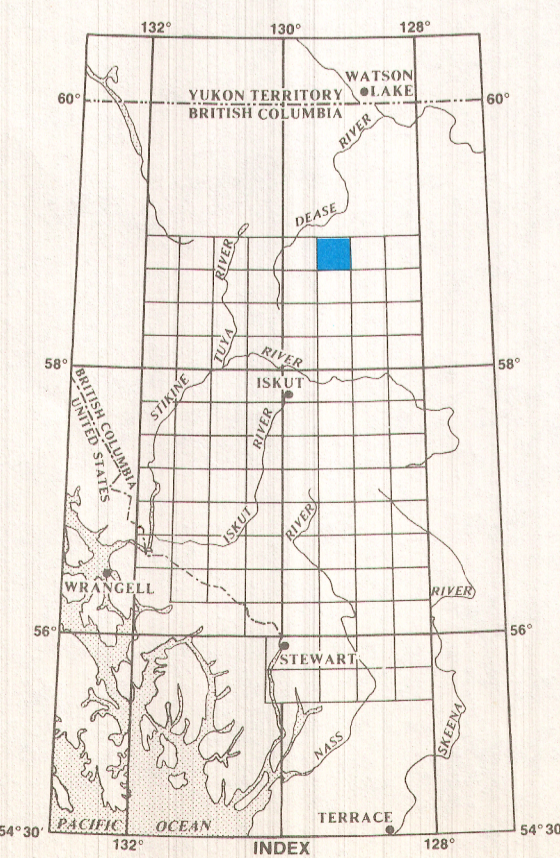 132°
130°
128°
WATSON
LAKE
60°
YUKON TERRITORY
60°
BRITISH COLUMBIA
RIVER
DEASE
RIVER
TUYA
58°
RIVER
58°
ISKUT
STIKINE
BRITISH COLUMBIA
UNITED STATES
RIVER
ISKUT
RIVER
WRANGELL
RIVER
56°
56°
STEWART
NASS
SKEENA
TERRACE
PACIFIC OCEAN
54°30'
54°30
132°
128°
INDEX